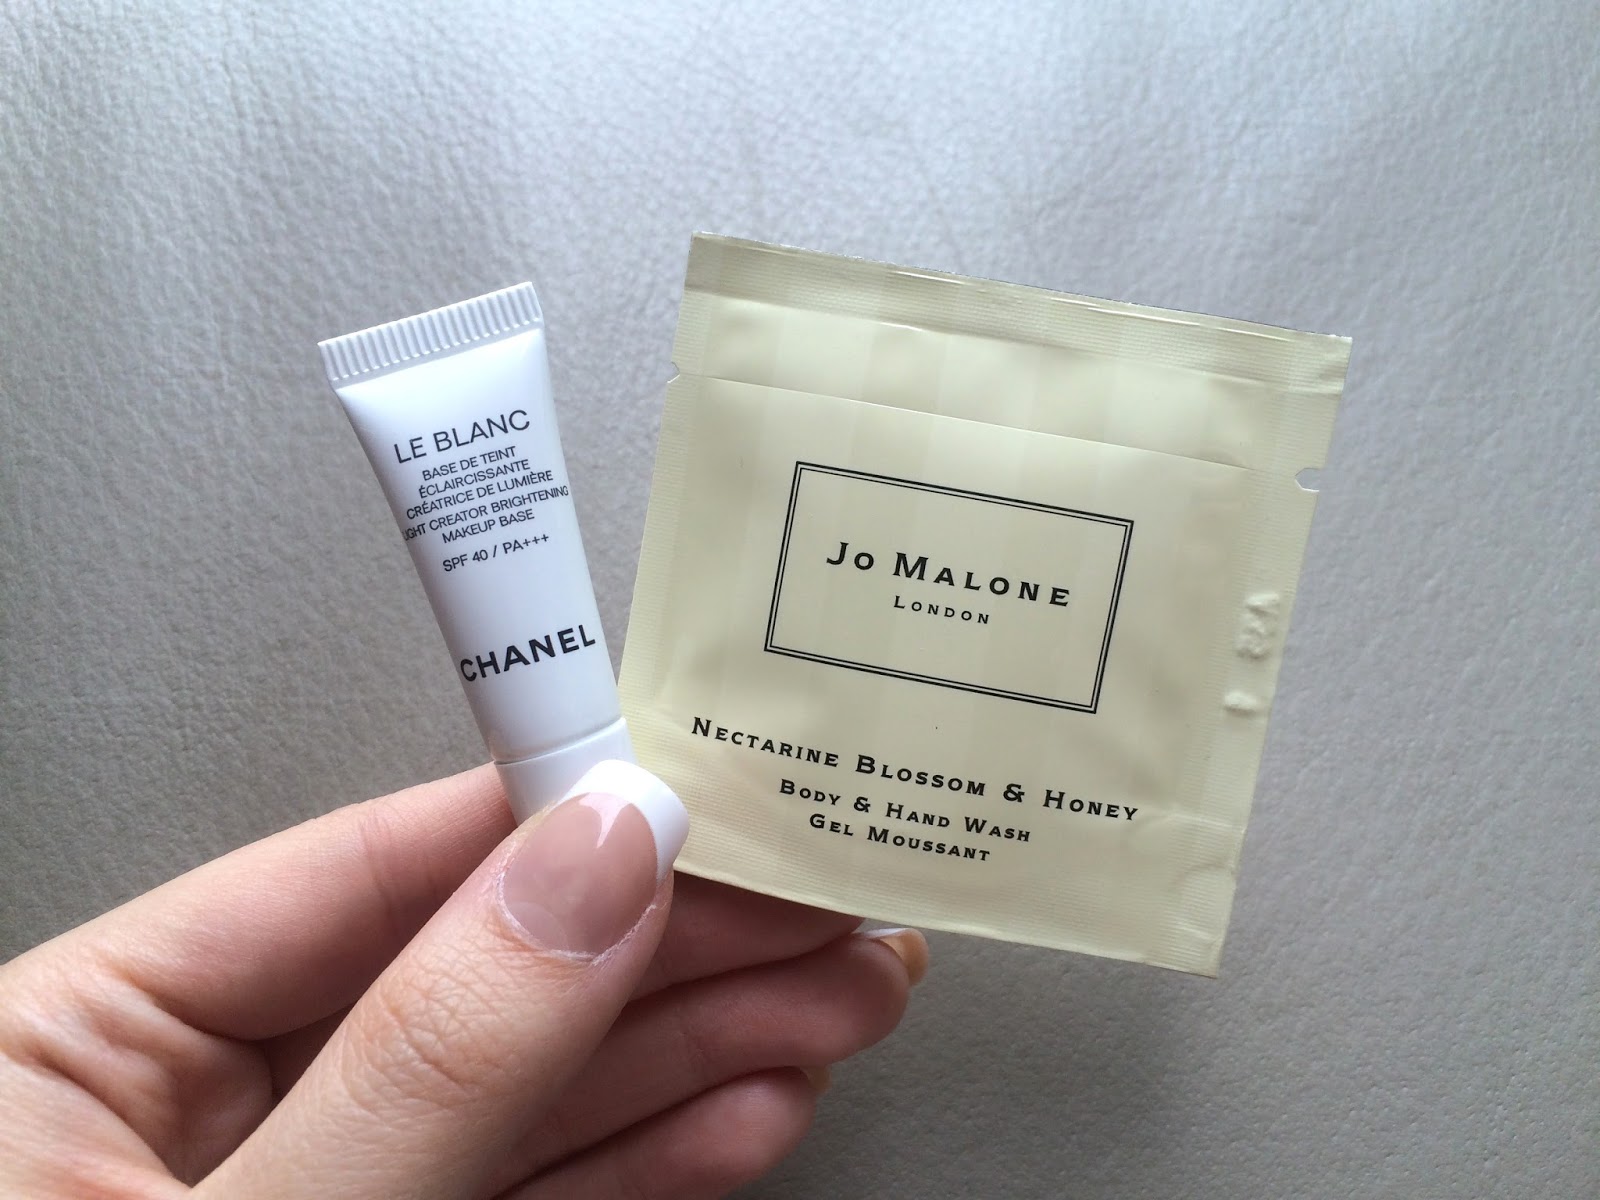 LE BLANC
BASE DE TEINT
ÉCLAIRCISSANTE
CRÉATRICE DE LUMIÈRE
LIGHT CREATOR BRIGHTENING
MAKEUP BASE
SPF 40 / PA+++
CHANEL
JO MALONE
LONDON
NECTARINE BLOSSOM & HONEY
BODY & HAND WASH
GEL MOUSSANT